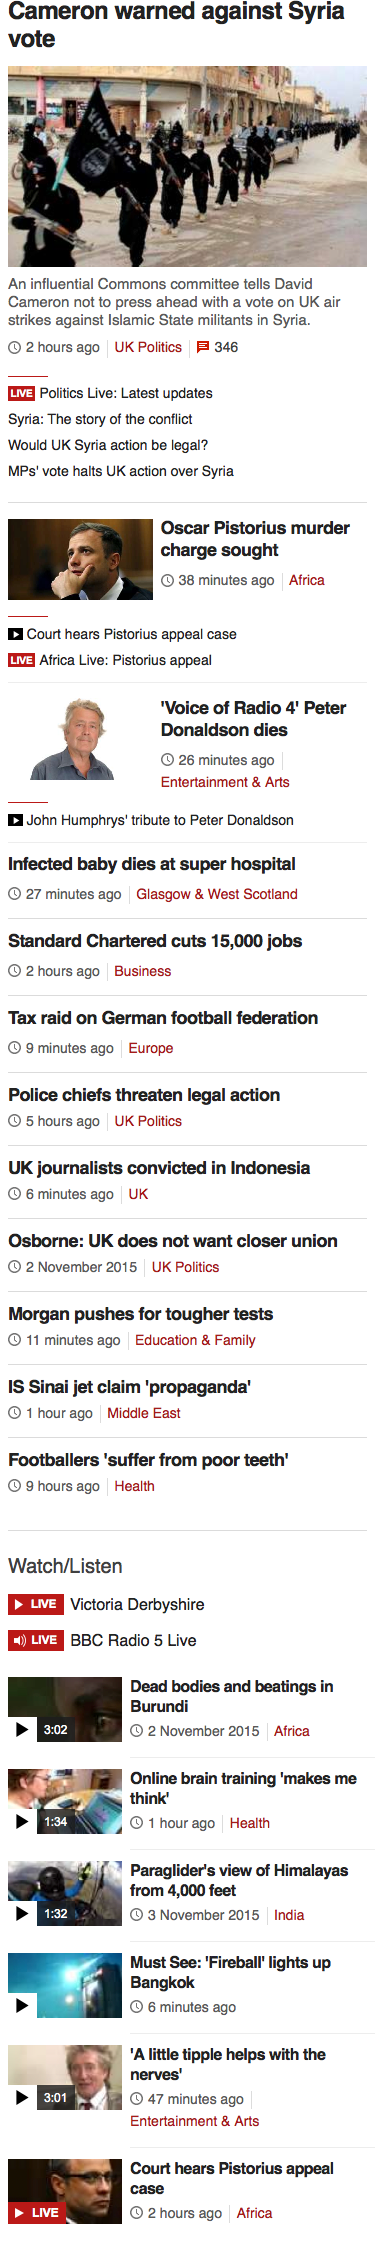 Cameron warned against Syria
vote
An influential Commons committee tells David
Cameron not to press ahead with a vote on UK air
strikes against Islamic State militants in Syria.
2 hours ago UK Politics 346
LIVE Politics Live: Latest updates
Syria: The story of the conflict
Would UK Syria action be legal?
MPs' vote halts UK action over Syria
Oscar Pistorius murder
charge sought
38 minutes ago Africa
Court hears Pistorius appeal case
LIVE Africa Live: Pistorius appeal
'Voice of Radio 4' Peter
Donaldson dies
26 minutes ago
Entertainment & Arts
John Humphrys' tribute to Peter Donaldson
Infected baby dies at super hospital
27 minutes ago Glasgow & West Scotland
Standard Chartered cuts 15,000 jobs
2 hours ago Business
Tax raid on German football federation
9 minutes ago Europe
Police chiefs threaten legal action
5 hours ago UK Politics
UK journalists convicted in Indonesia
6 minutes ago UK
Osborne: UK does not want closer union
2 November 2015 UK Politics
Morgan pushes for tougher tests
11 minutes ago Education & Family
IS Sinai jet claim 'propaganda'
1 hour ago Middle East
Footballers 'suffer from poor teeth'
9 hours ago Health
Watch/Listen
LIVE Victoria Derbyshire
LIVE BBC Radio 5 Live
Dead bodies and beatings in
Burundi
3:02 2 November 2015 Africa
Online brain training 'makes me
think'
1:34 1 hour ago Health
Paraglider's view of Himalayas
from 4,000 feet
1:32 3 November 2015 India
Must See: 'Fireball' lights up
Bangkok
6 minutes ago
'A little tipple helps with the
nerves'
3:01 47 minutes ago
Entertainment & Arts
Court hears Pistorius appeal
case
LIVE 2 hours ago Africa